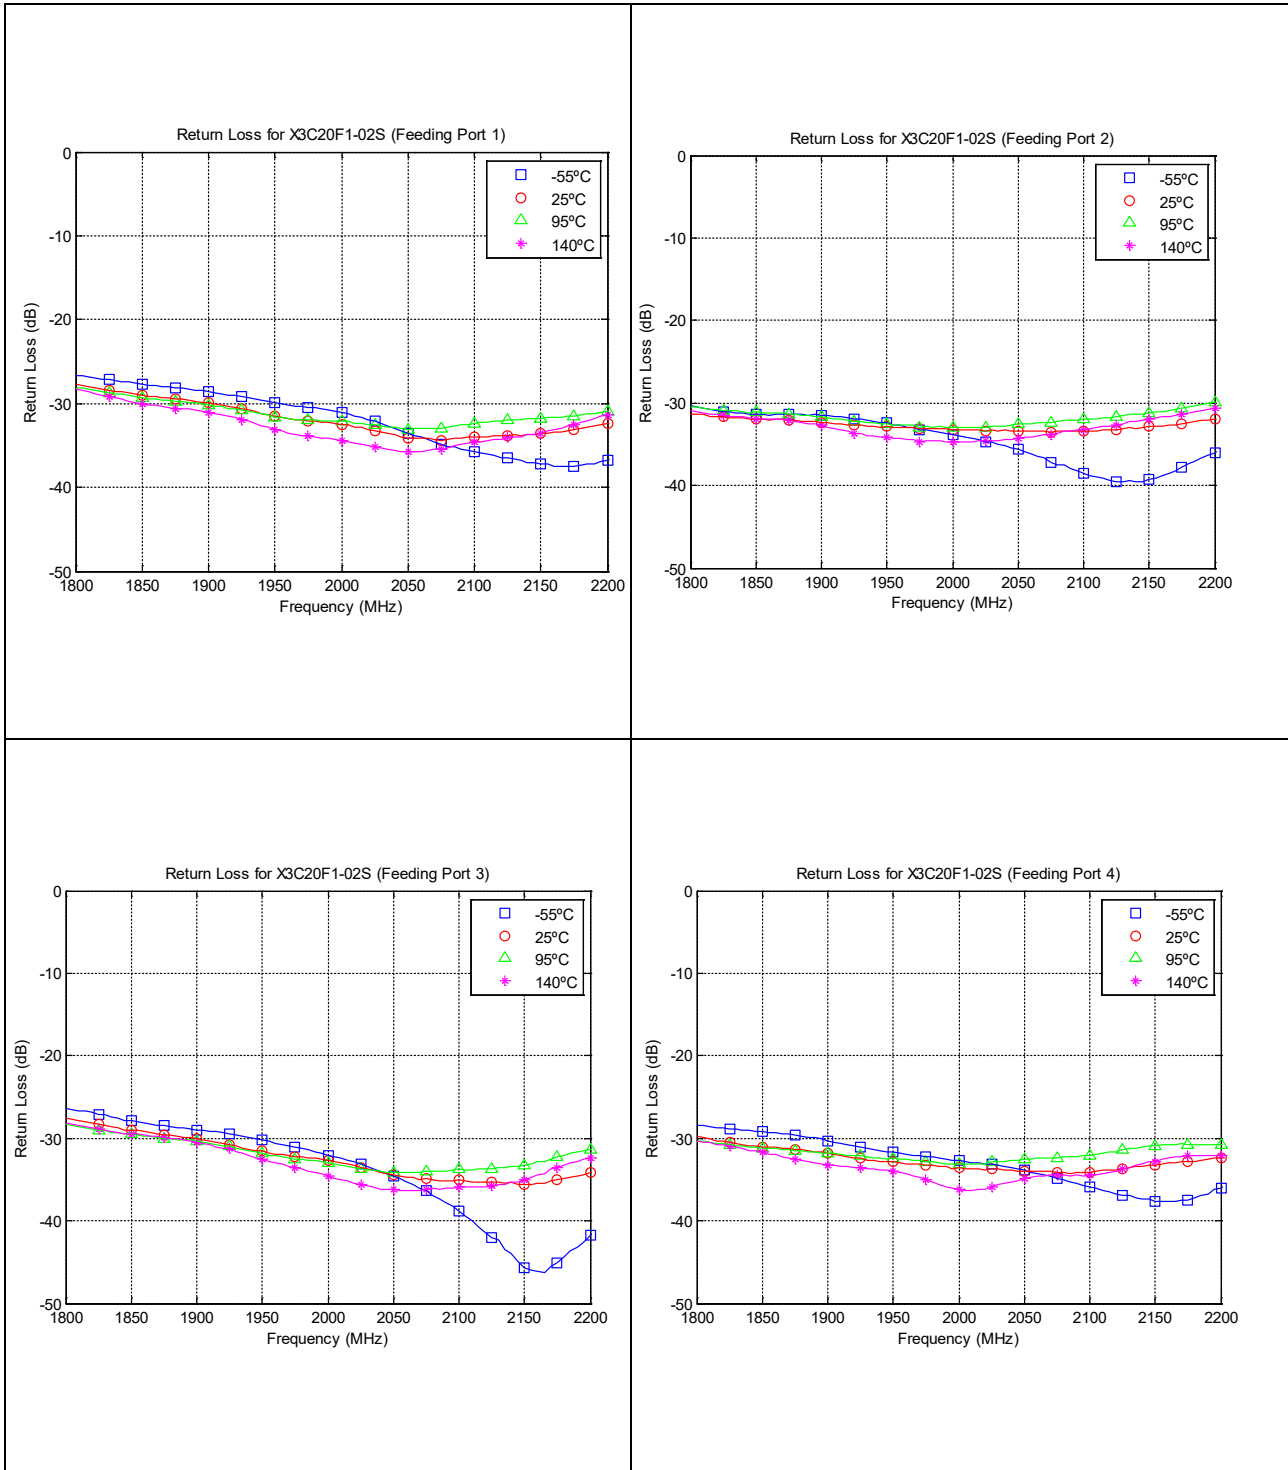 Return Loss for X3C20F1-02S (Feeding Port 1)
0
-10
-20
-30
-40
-50
Return Loss (dB)
-55ºC
25ºC
95ºC
140ºC
1800 1850 1900 1950 2000 2050 2100 2150 2200
Frequency (MHz)
Return Loss for X3C20F1-02S (Feeding Port 2)
0
-10
-20
-30
-40
-50
Return Loss (dB)
-55ºC
25ºC
95ºC
140ºC
1800 1850 1900 1950 2000 2050 2100 2150 2200
Frequency (MHz)
Return Loss for X3C20F1-02S (Feeding Port 3)
0
-10
-20
-30
-40
-50
Return Loss (dB)
-55ºC
25ºC
95ºC
140ºC
1800 1850 1900 1950 2000 2050 2100 2150 2200
Frequency (MHz)
Return Loss for X3C20F1-02S (Feeding Port 4)
0
-10
-20
-30
-40
-50
Return Loss (dB)
-55ºC
25ºC
95ºC
140ºC
1800 1850 1900 1950 2000 2050 2100 2150 2200
Frequency (MHz)